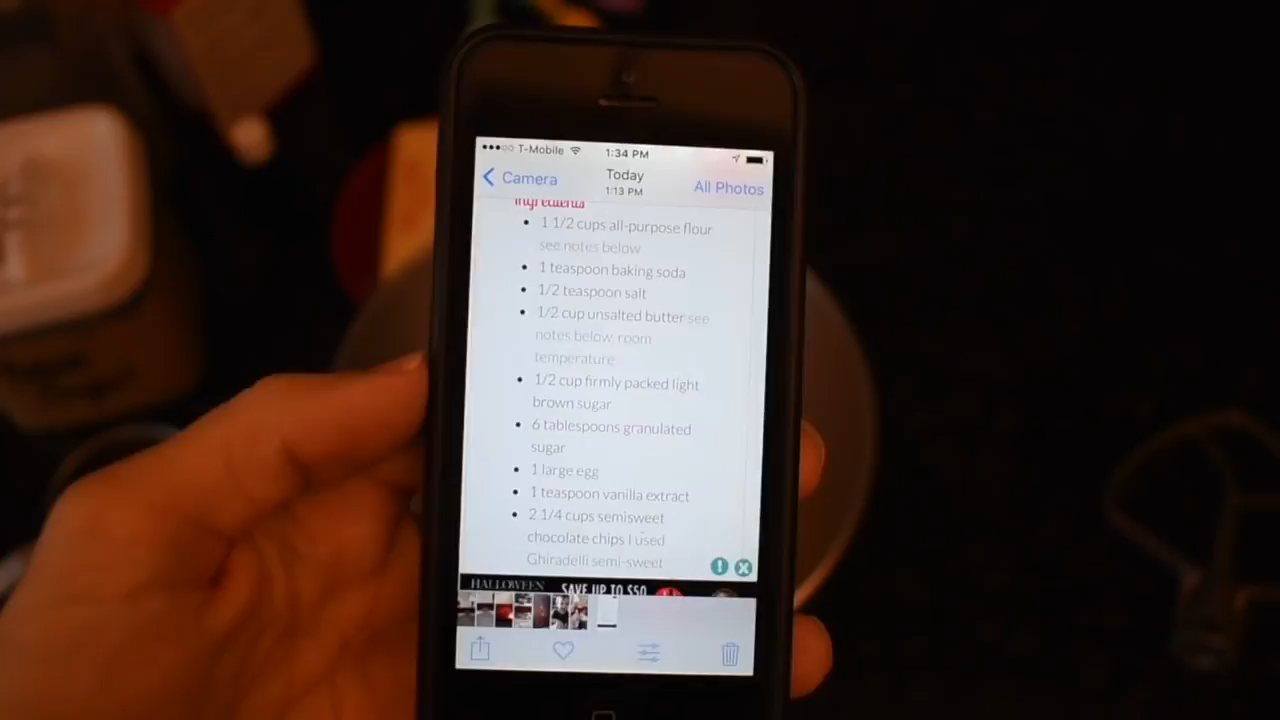 T-Mobile 1:34 PM
Camera Today All Photos
1:13 PM
Ingredients
• 1 1/2 cups all-purpose flour
see notes below
• 1 teaspoon baking soda
• 1/2 teaspoon salt
• 1/2 cup unsalted butter see
notes below room
temperature
• 1/2 cup firmly packed light
brown sugar
• 6 tablespoons granulated
sugar
• 1 large egg
• 1 teaspoon vanilla extract
• 2 1/4 cups semisweet
chocolate chips I used
Ghiradelli semi-sweet
HALLOWEEN SAVE UP TO $50